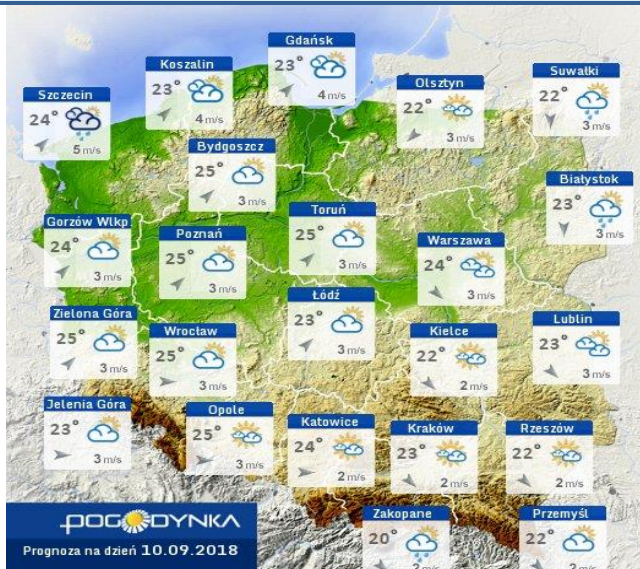 Gdańsk
23°
4 m/s
Koszalin
23°
4 m/s
Suwałki
22°
3 m/s
Olsztyn
22°
3 m/s
Szczecin
24°
5 m/s
Bydgoszcz
25°
3 m/s
Białystok
23°
3 m/s
Toruń
25°
3 m/s
Gorzów Wlkp.
24°
3 m/s
Poznań
25°
3 m/s
Warszawa
24°
3 m/s
Łódź
23°
3 m/s
Zielona Góra
25°
3 m/s
Wrocław
25°
3 m/s
Kielce
22°
2 m/s
Lublin
23°
3 m/s
Jelenia Góra
23°
3 m/s
Opole
25°
3 m/s
Katowice
24°
2 m/s
Kraków
23°
2 m/s
Rzeszów
22°
2 m/s
Zakopane
20°
2 m/s
Przemyśl
22°
2 m/s
POGODYNKA
Prognoza na dzień 10.09.2018